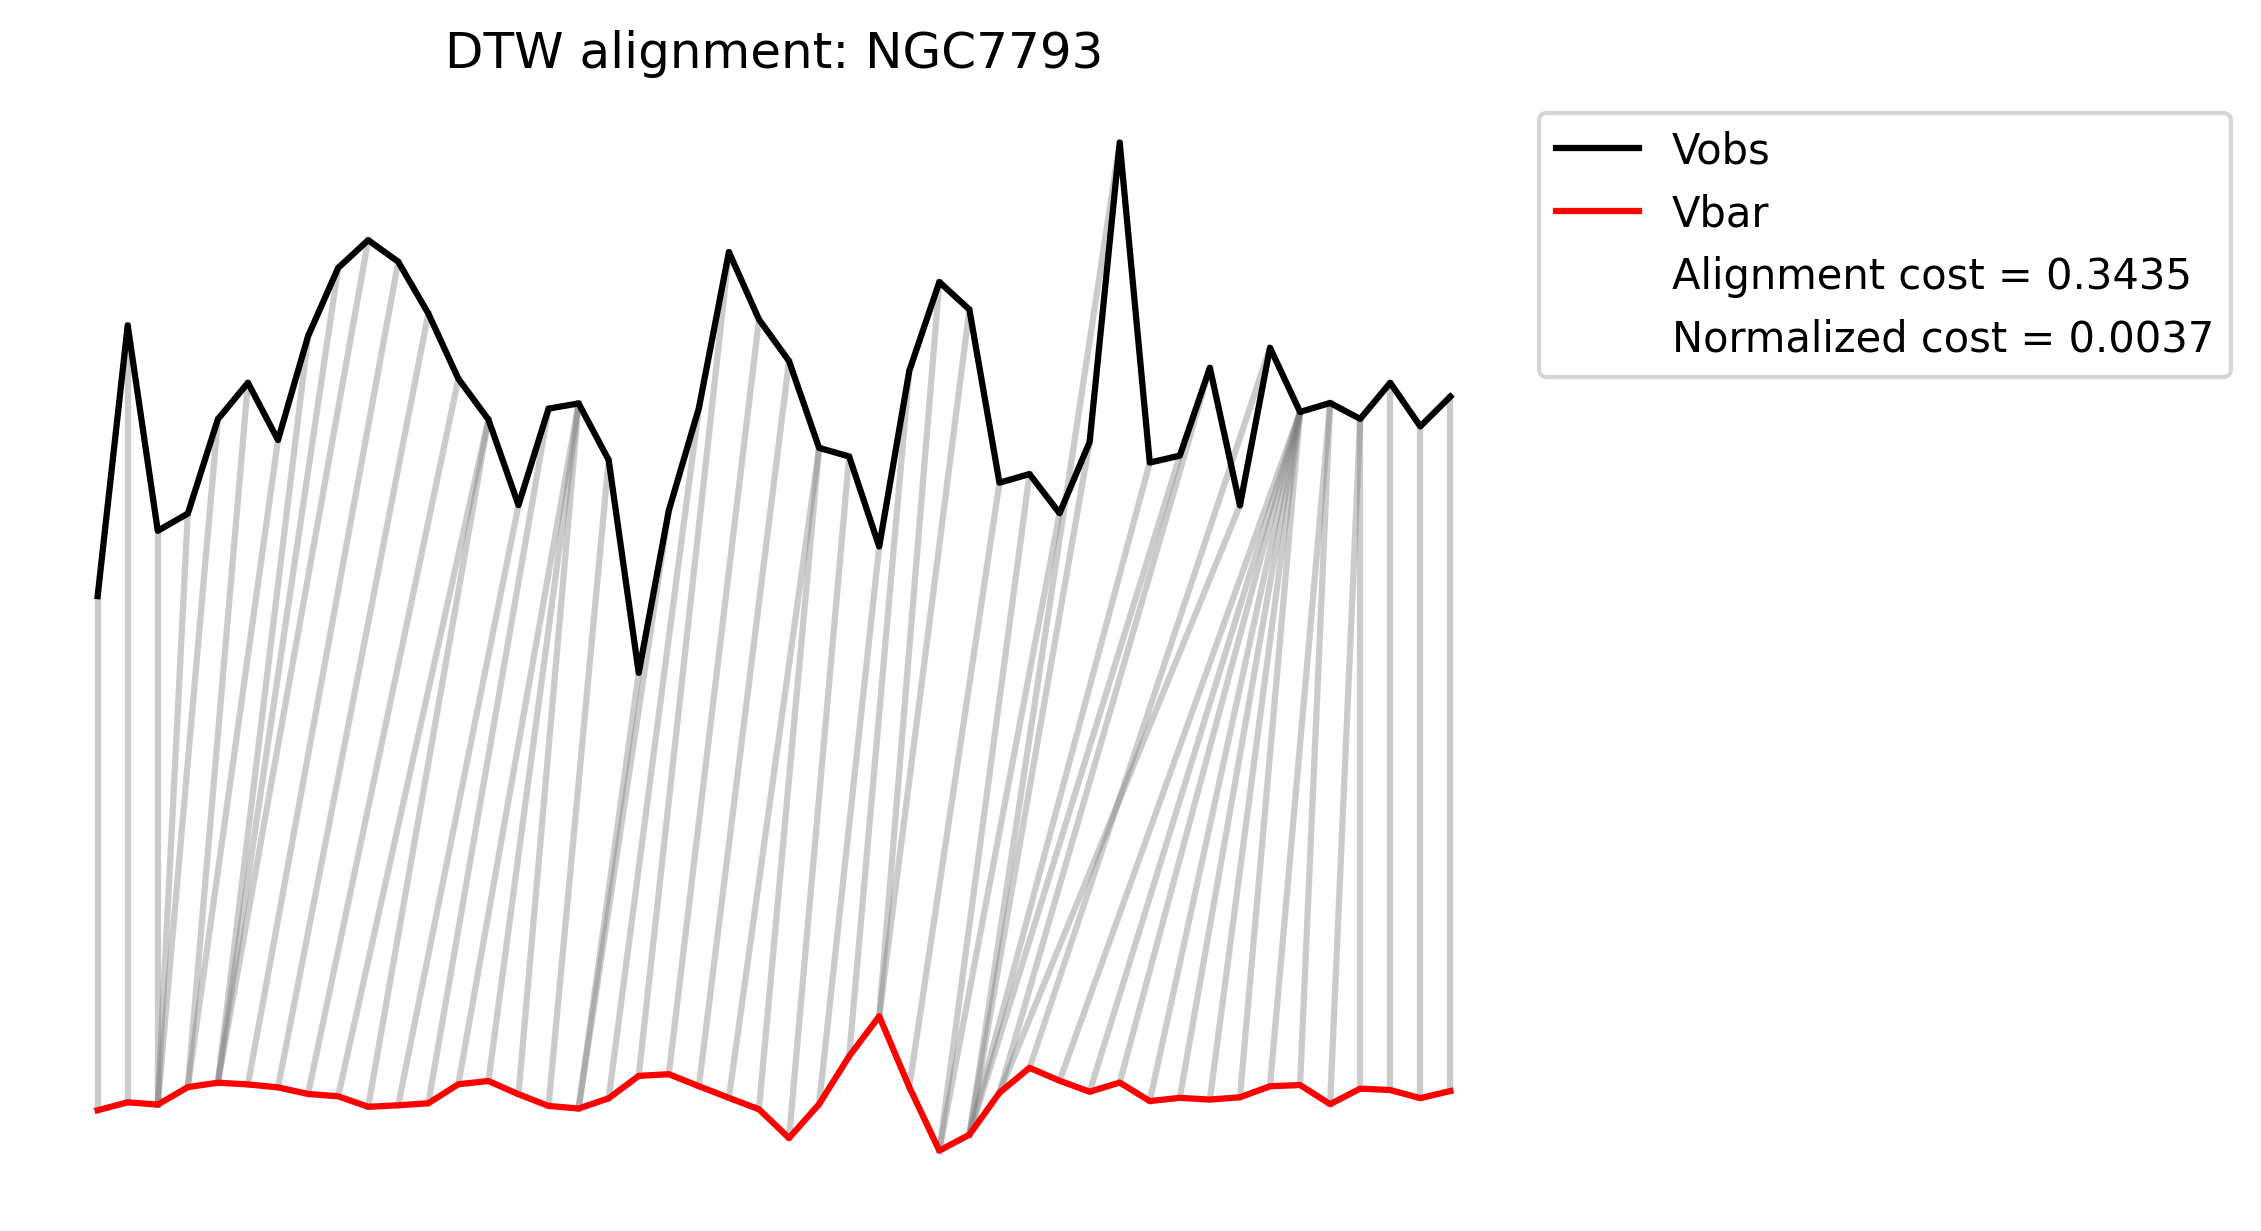 DTW alignment: NGC7793
Vobs
Vbar
Alignment cost = 0.3435
Normalized cost = 0.0037